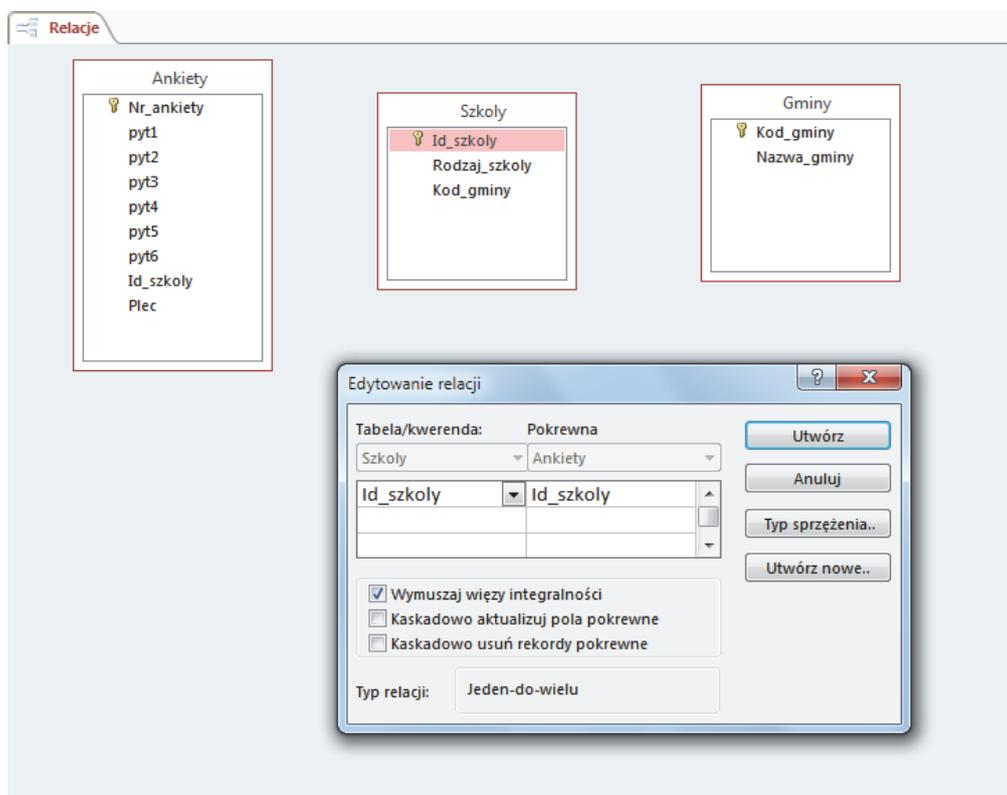 Relacje
Ankiety
Nr_ankiety
pyt1
pyt2
pyt3
pyt4
pyt5
pyt6
Id_szkoly
Plec
Szkoly
Id_szkoly
Rodzaj_szkoly
Kod_gminy
Gminy
Kod_gminy
Nazwa_gminy
Edytowanie relacji
?
X
Tabela/kwerenda: Pokrewna
Szkoly Ankiety
Id_szkoly Id_szkoly
Utwórz
Anuluj
Typ sprzężenia..
Utwórz nowe..
Wymuszaj więzy integralności
Kaskadowo aktualizuj pola pokrewne
Kaskadowo usuń rekordy pokrewne
Typ relacji: Jeden-do-wielu